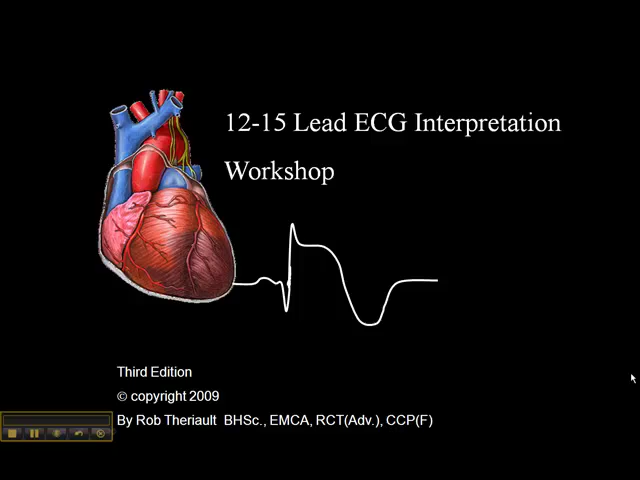 12-15 Lead ECG Interpretation
Workshop
Third Edition
© copyright 2009
By Rob Theriault BHSc., EMCA, RCT(Adv.), CCP(F)